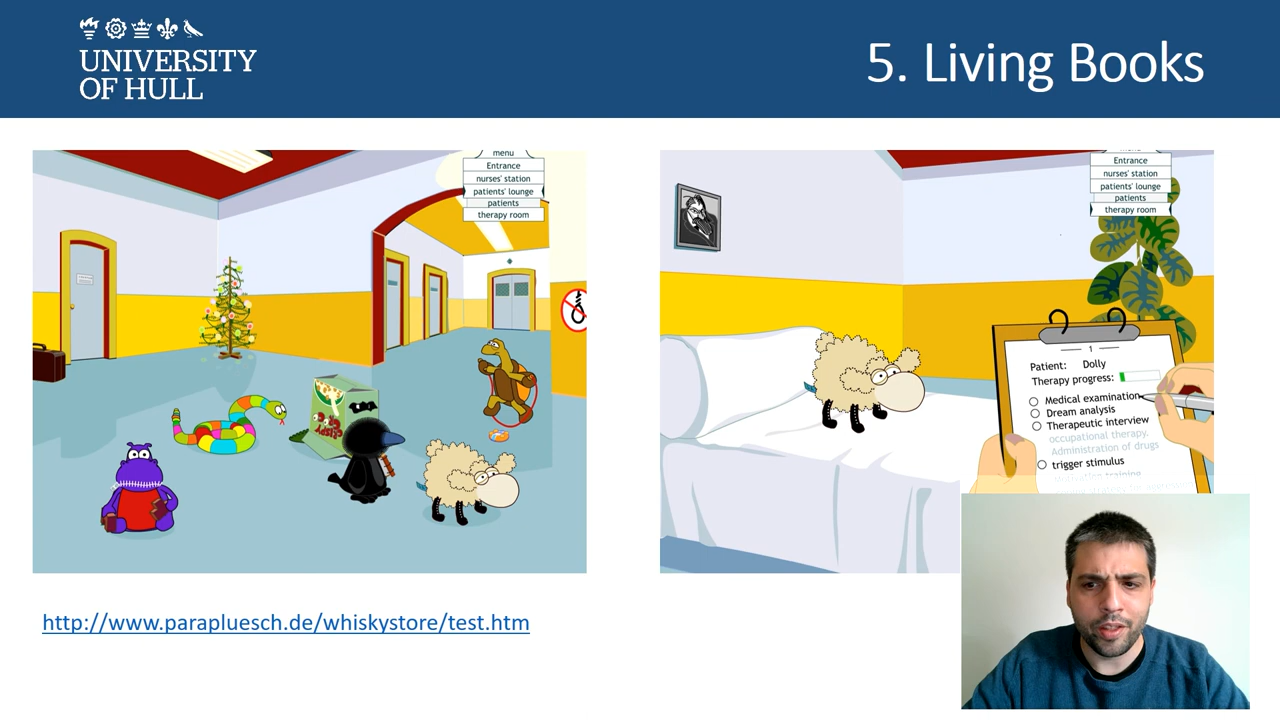 UNIVERSITY
OF HULL
5. Living Books
menu
Entrance
nurses' station
patients' lounge
patients
therapy room
Entrance
nurses' station
patients' lounge
patients
therapy room
1
Patient: Dolly
Therapy progress:
Medical examination
Dream analysis
Therapeutic interview
occupational therapy.
Administration of drugs
trigger stimulus
http://www.parapluesch.de/whiskystore/test.htm